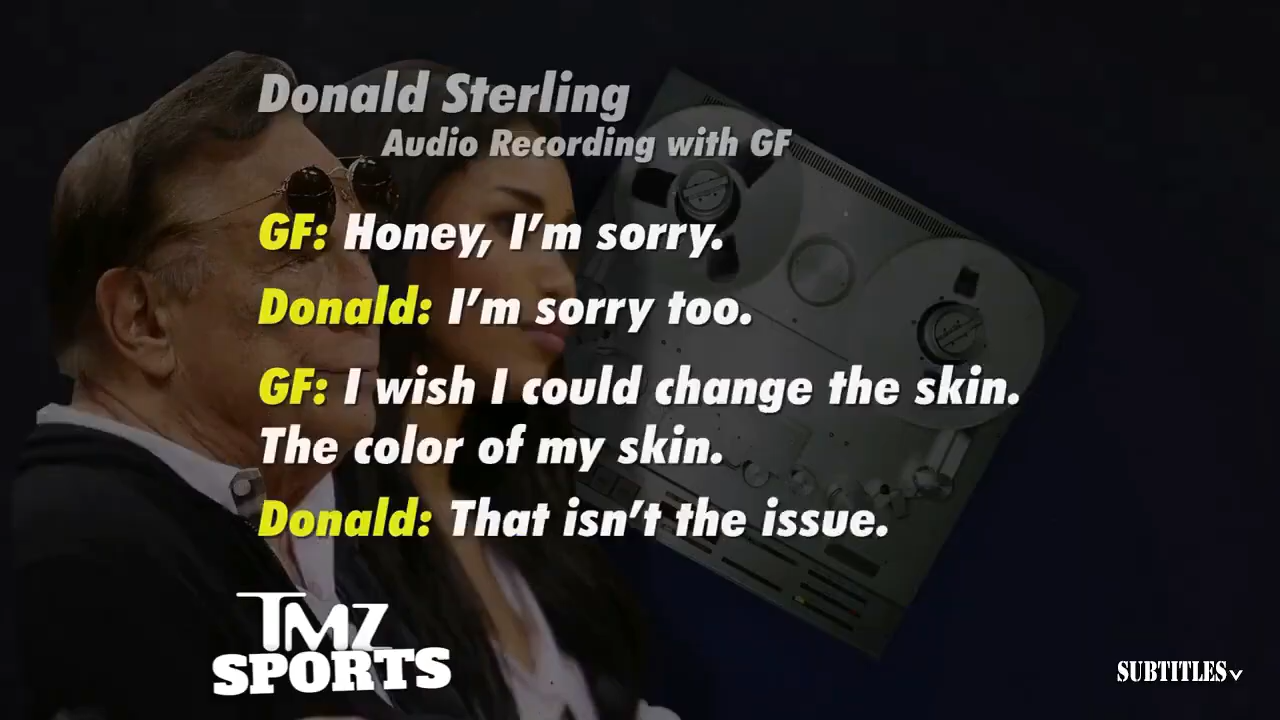 Donald Sterling
Audio Recording with GF
GF: Honey, I'm sorry.
Donald: I'm sorry too.
GF: I wish I could change the skin.
The color of my skin.
Donald: That isn't the issue.
TMZ
SPORTS
SUBTITLES